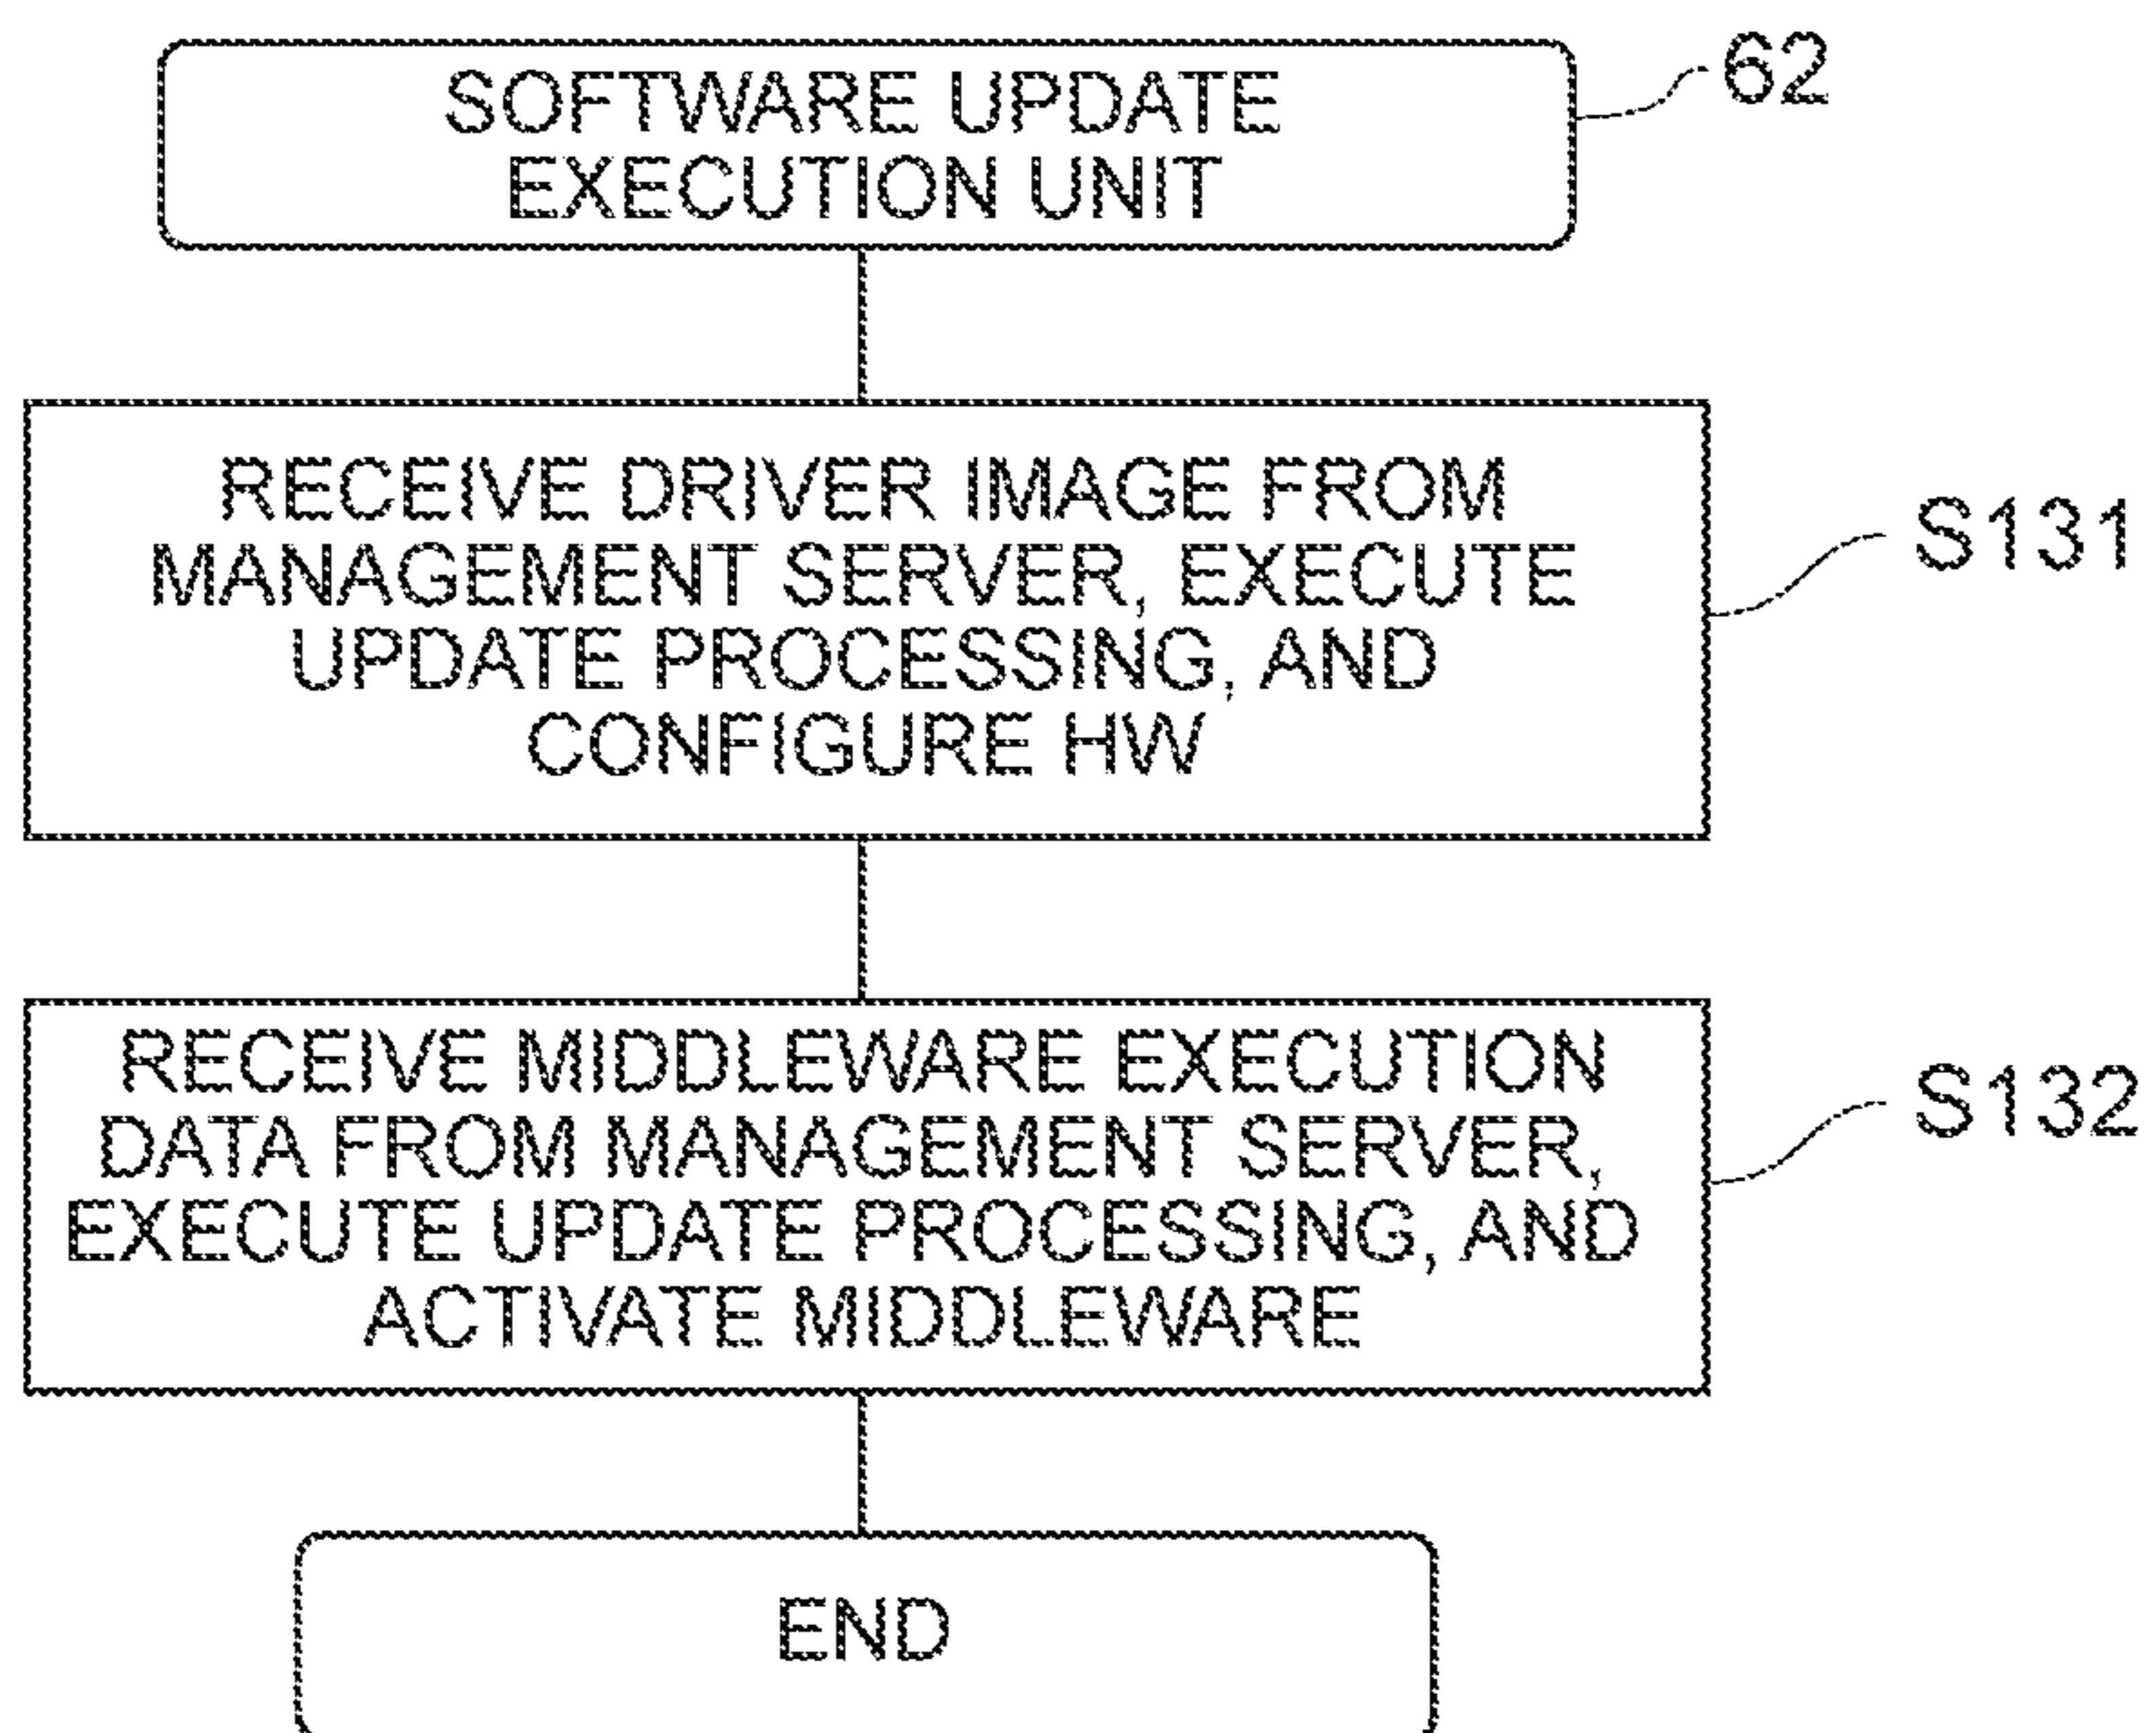 SOFTWARE UPDATE
EXECUTION UNIT
62
RECEIVE DRIVER IMAGE FROM
MANAGEMENT SERVER, EXECUTE
UPDATE PROCESSING, AND
CONFIGURE HW
S131
RECEIVE MIDDLEWARE EXECUTION
DATA FROM MANAGEMENT SERVER,
EXECUTE UPDATE PROCESSING, AND
ACTIVATE MIDDLEWARE
S132
END